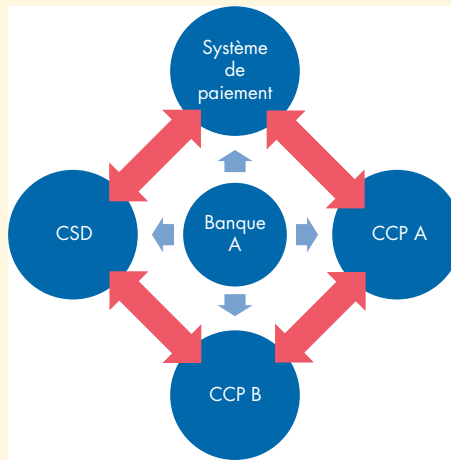 Système
de
paiement
CSD
Banque
A
CCP A
CCP B